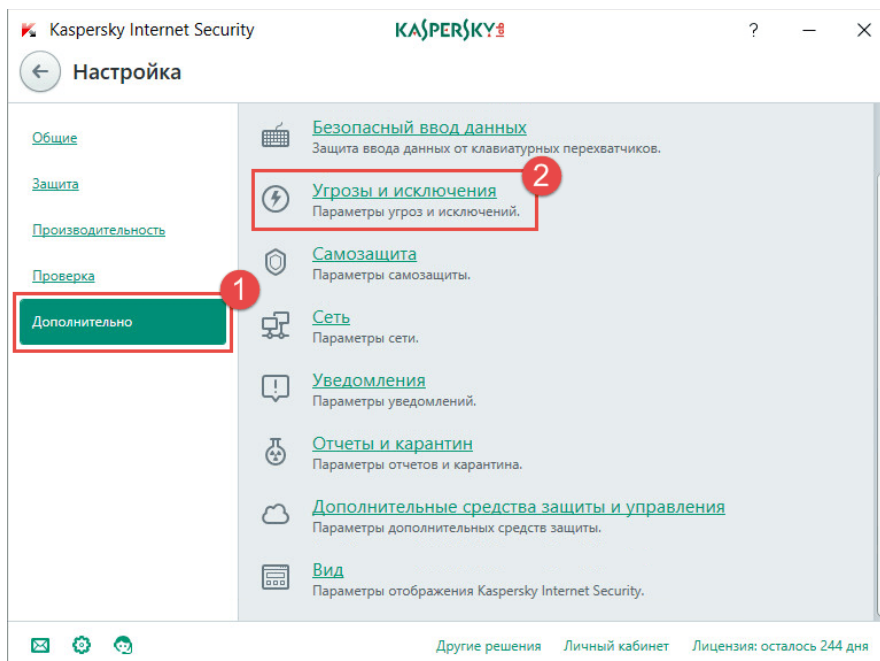 Kaspersky Internet Security
KASPERSKY lab
?
Настройка
Общие
Защита
Производительность
Проверка
1
Дополнительно
Безопасный ввод данных
Защита ввода данных от клавиатурных перехватчиков.
2
Угрозы и исключения
Параметры угроз и исключений.
Самозащита
Параметры самозащиты.
Сеть
Параметры сети.
Уведомления
Параметры уведомлений.
Отчеты и карантин
Параметры отчетов и карантина.
Дополнительные средства защиты и управления
Параметры дополнительных средств защиты.
Вид
Параметры отображения Kaspersky Internet Security.
Другие решения Личный кабинет Лицензия: осталось 244 дня